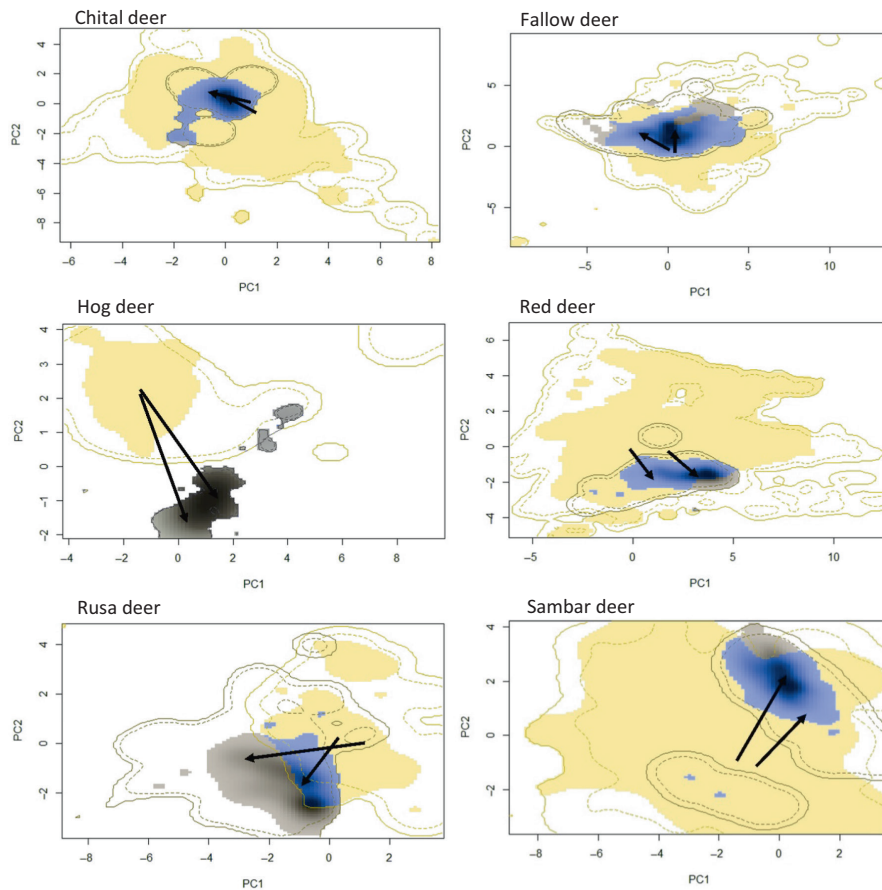 Chital deer
4
2
0
−2
−4
−6
−8
PC2
−6 −4 −2 0 2 4 6 8
PC1
Fallow deer
5
0
−5
PC2
−5 0 5 10
PC1
Hog deer
4
3
2
1
0
−1
−2
PC2
−4 −2 0 2 4 6 8
PC1
Red deer
6
4
2
0
−2
−4
PC2
−5 0 5 10
PC1
Rusa deer
4
2
0
−2
PC2
−8 −6 −4 −2 0 2
PC1
Sambar deer
4
2
0
−2
PC2
−8 −6 −4 −2 0 2
PC1